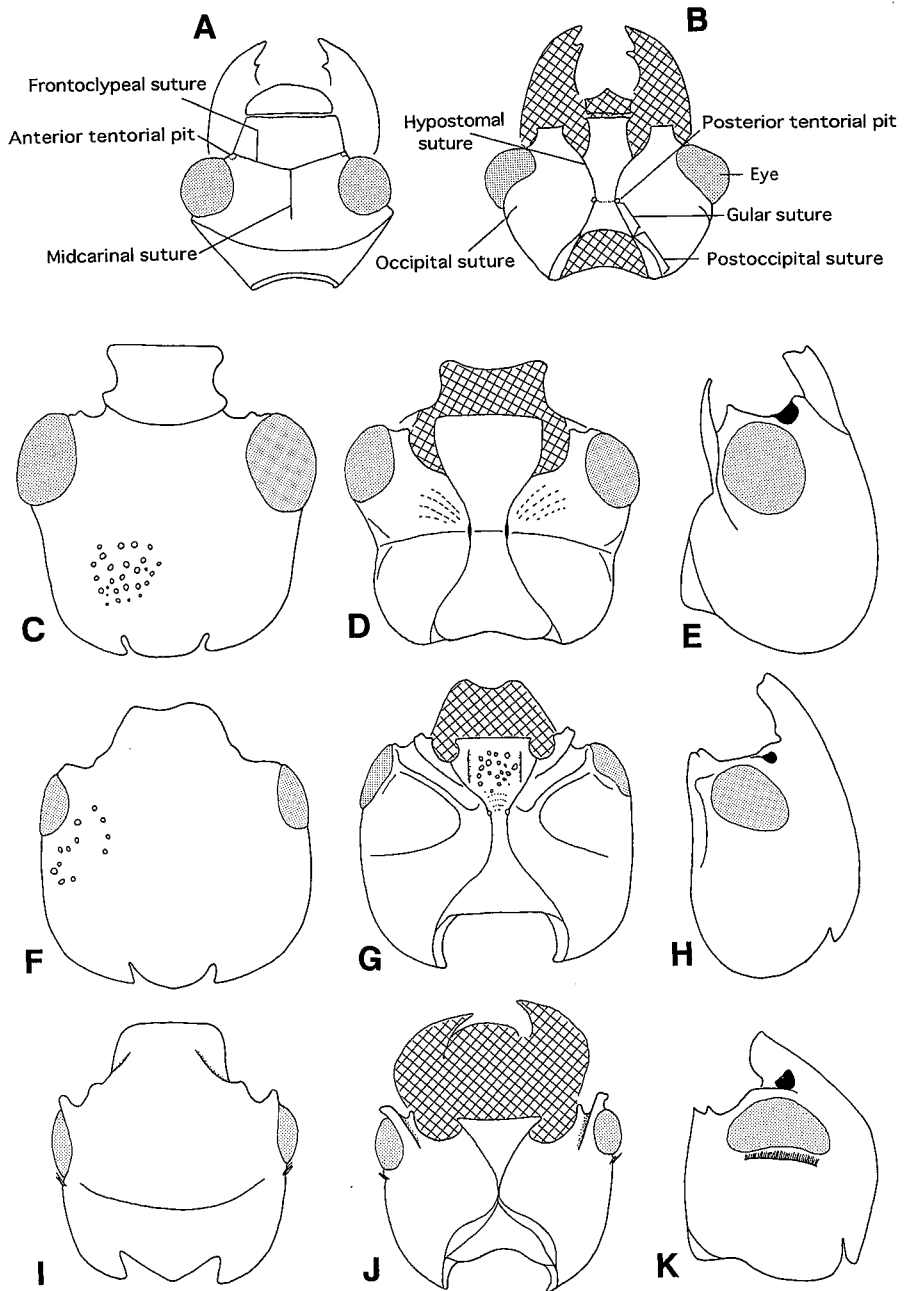 A
B
Frontoclypeal suture
Anterior tentorial pit
Midcarinal suture
Hypostomal
suture
Posterior tentorial pit
Eye
Gular suture
Occipital suture
Postoccipital suture
C
D
E
F
G
H
I
J
K